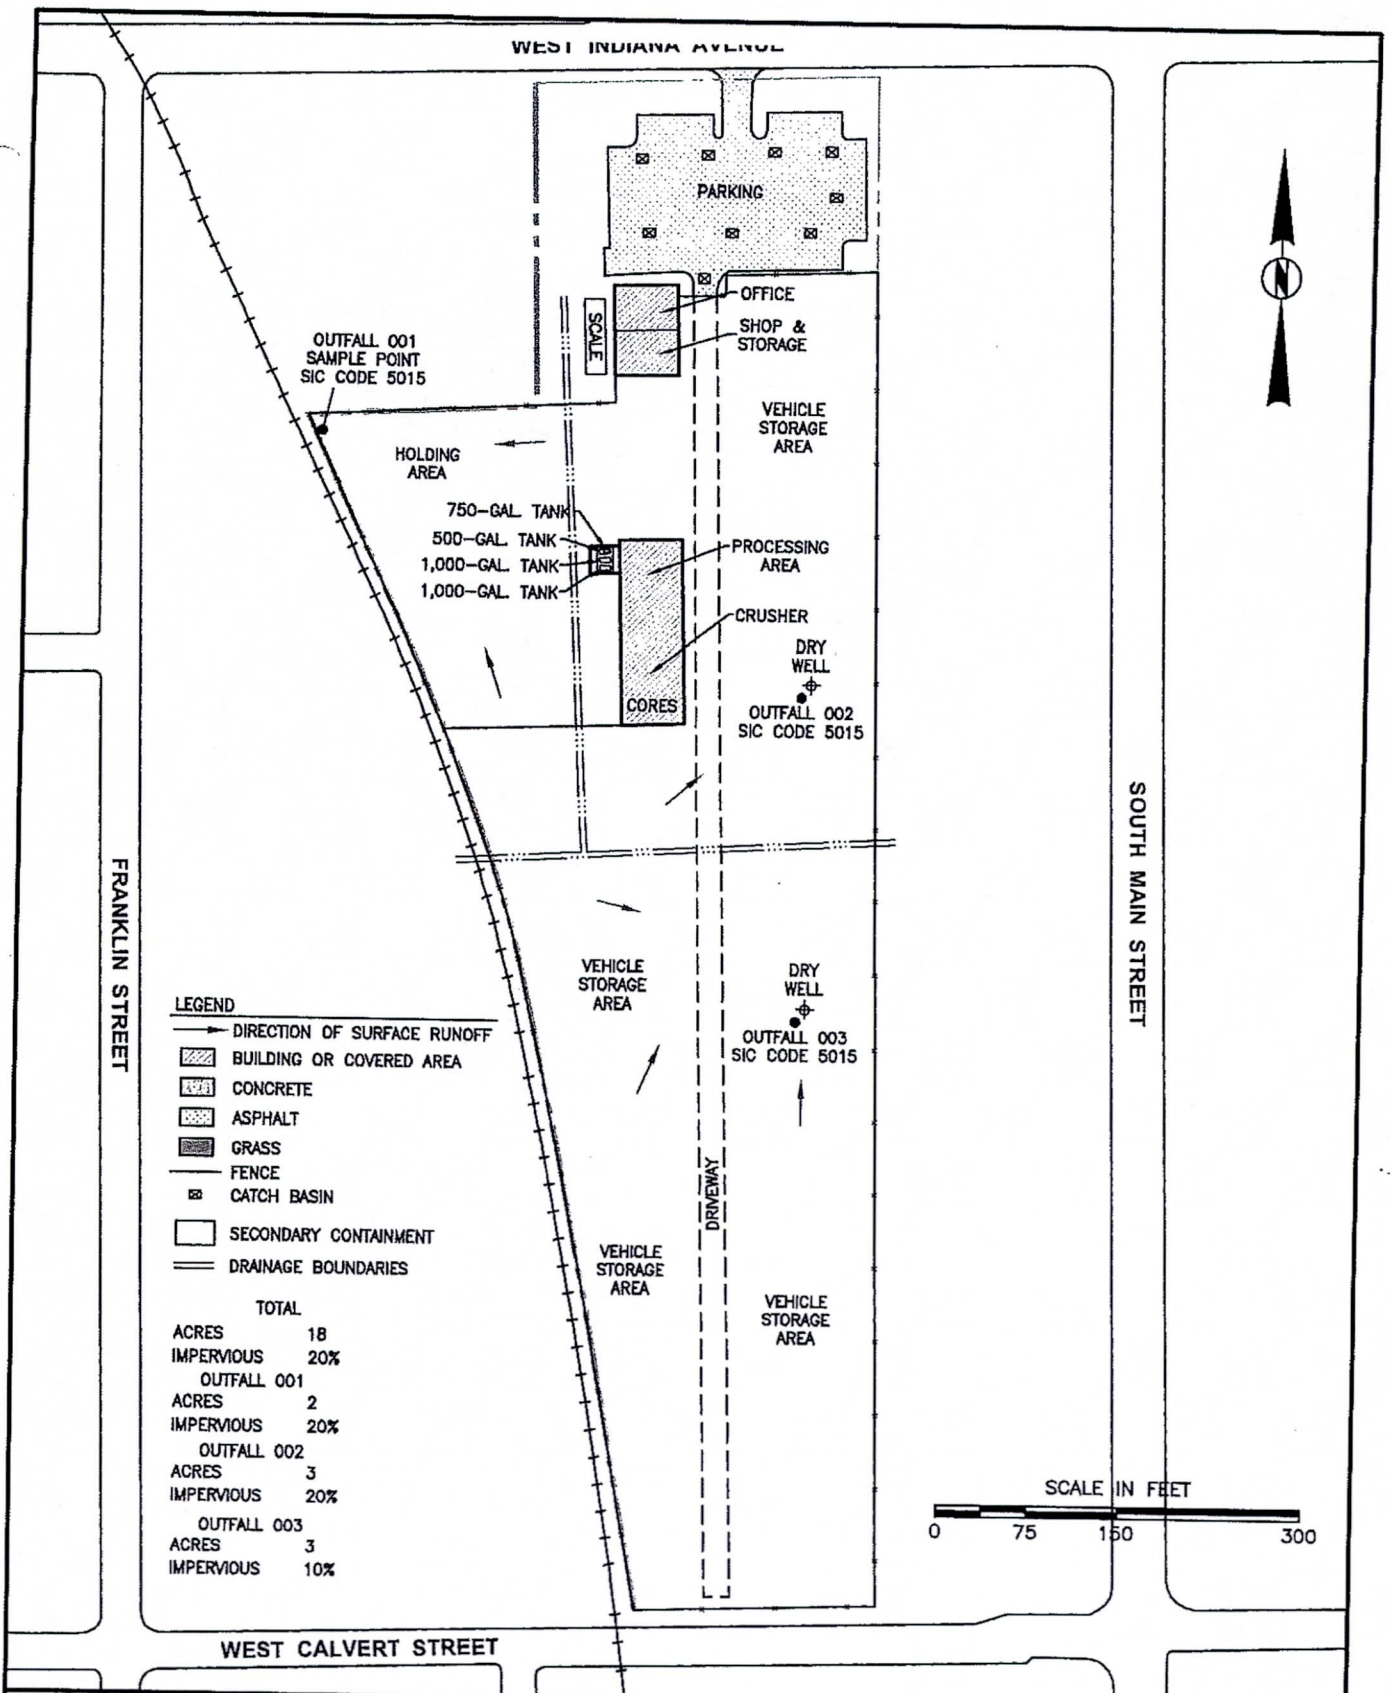 WEST INDIANA AVENUE
PARKING
OFFICE
SHOP &
STORAGE
SCALE
OUTFALL 001
SAMPLE POINT
SIC CODE 5015
VEHICLE
STORAGE
AREA
HOLDING
AREA
750-GAL. TANK
500-GAL. TANK
1,000-GAL. TANK
1,000-GAL. TANK
PROCESSING
AREA
CRUSHER
CORES
DRY
WELL
OUTFALL 002
SIC CODE 5015
N
SOUTH MAIN STREET
FRANKLIN STREET
VEHICLE
STORAGE
AREA
DRY
WELL
OUTFALL 003
SIC CODE 5015
DRIVEWAY
VEHICLE
STORAGE
AREA
VEHICLE
STORAGE
AREA
LEGEND
DIRECTION OF SURFACE RUNOFF
BUILDING OR COVERED AREA
CONCRETE
ASPHALT
GRASS
FENCE
CATCH BASIN
SECONDARY CONTAINMENT
DRAINAGE BOUNDARIES
TOTAL
ACRES 18
IMPERVIOUS 20%
OUTFALL 001
ACRES 2
IMPERVIOUS 20%
OUTFALL 002
ACRES 3
IMPERVIOUS 20%
OUTFALL 003
ACRES 3
IMPERVIOUS 10%
SCALE IN FEET
0 75 150 300
WEST CALVERT STREET